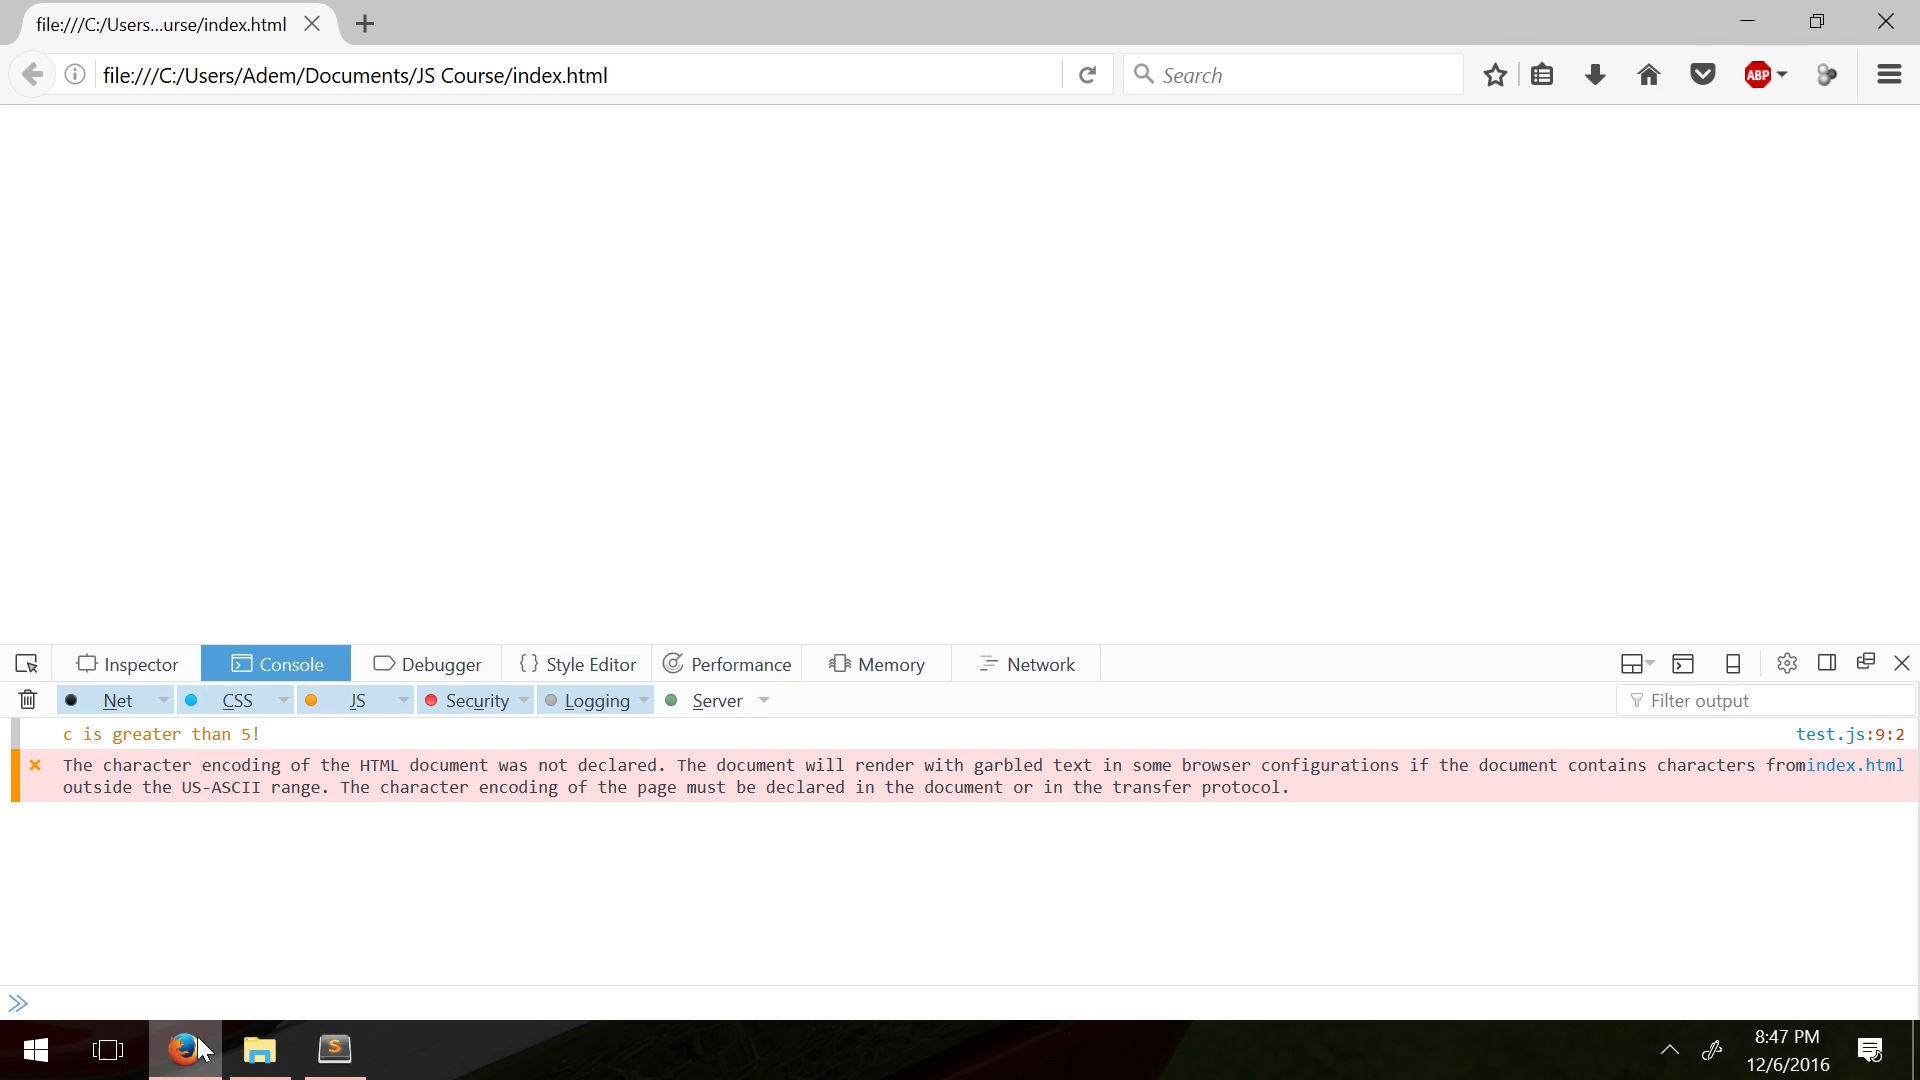 file:///C:/Users...urse/index.html
file:///C:/Users/Adem/Documents/JS Course/index.html
Search
ABP
Inspector
Console
Debugger
Style Editor
Performance
Memory
Network
Net
CSS
JS
Security
Logging
Server
Filter output
c is greater than 5!
test.js:9:2
The character encoding of the HTML document was not declared. The document will render with garbled text in some browser configurations if the document contains characters from
index.html
outside the US-ASCII range. The character encoding of the page must be declared in the document or in the transfer protocol.
8:47 PM
12/6/2016